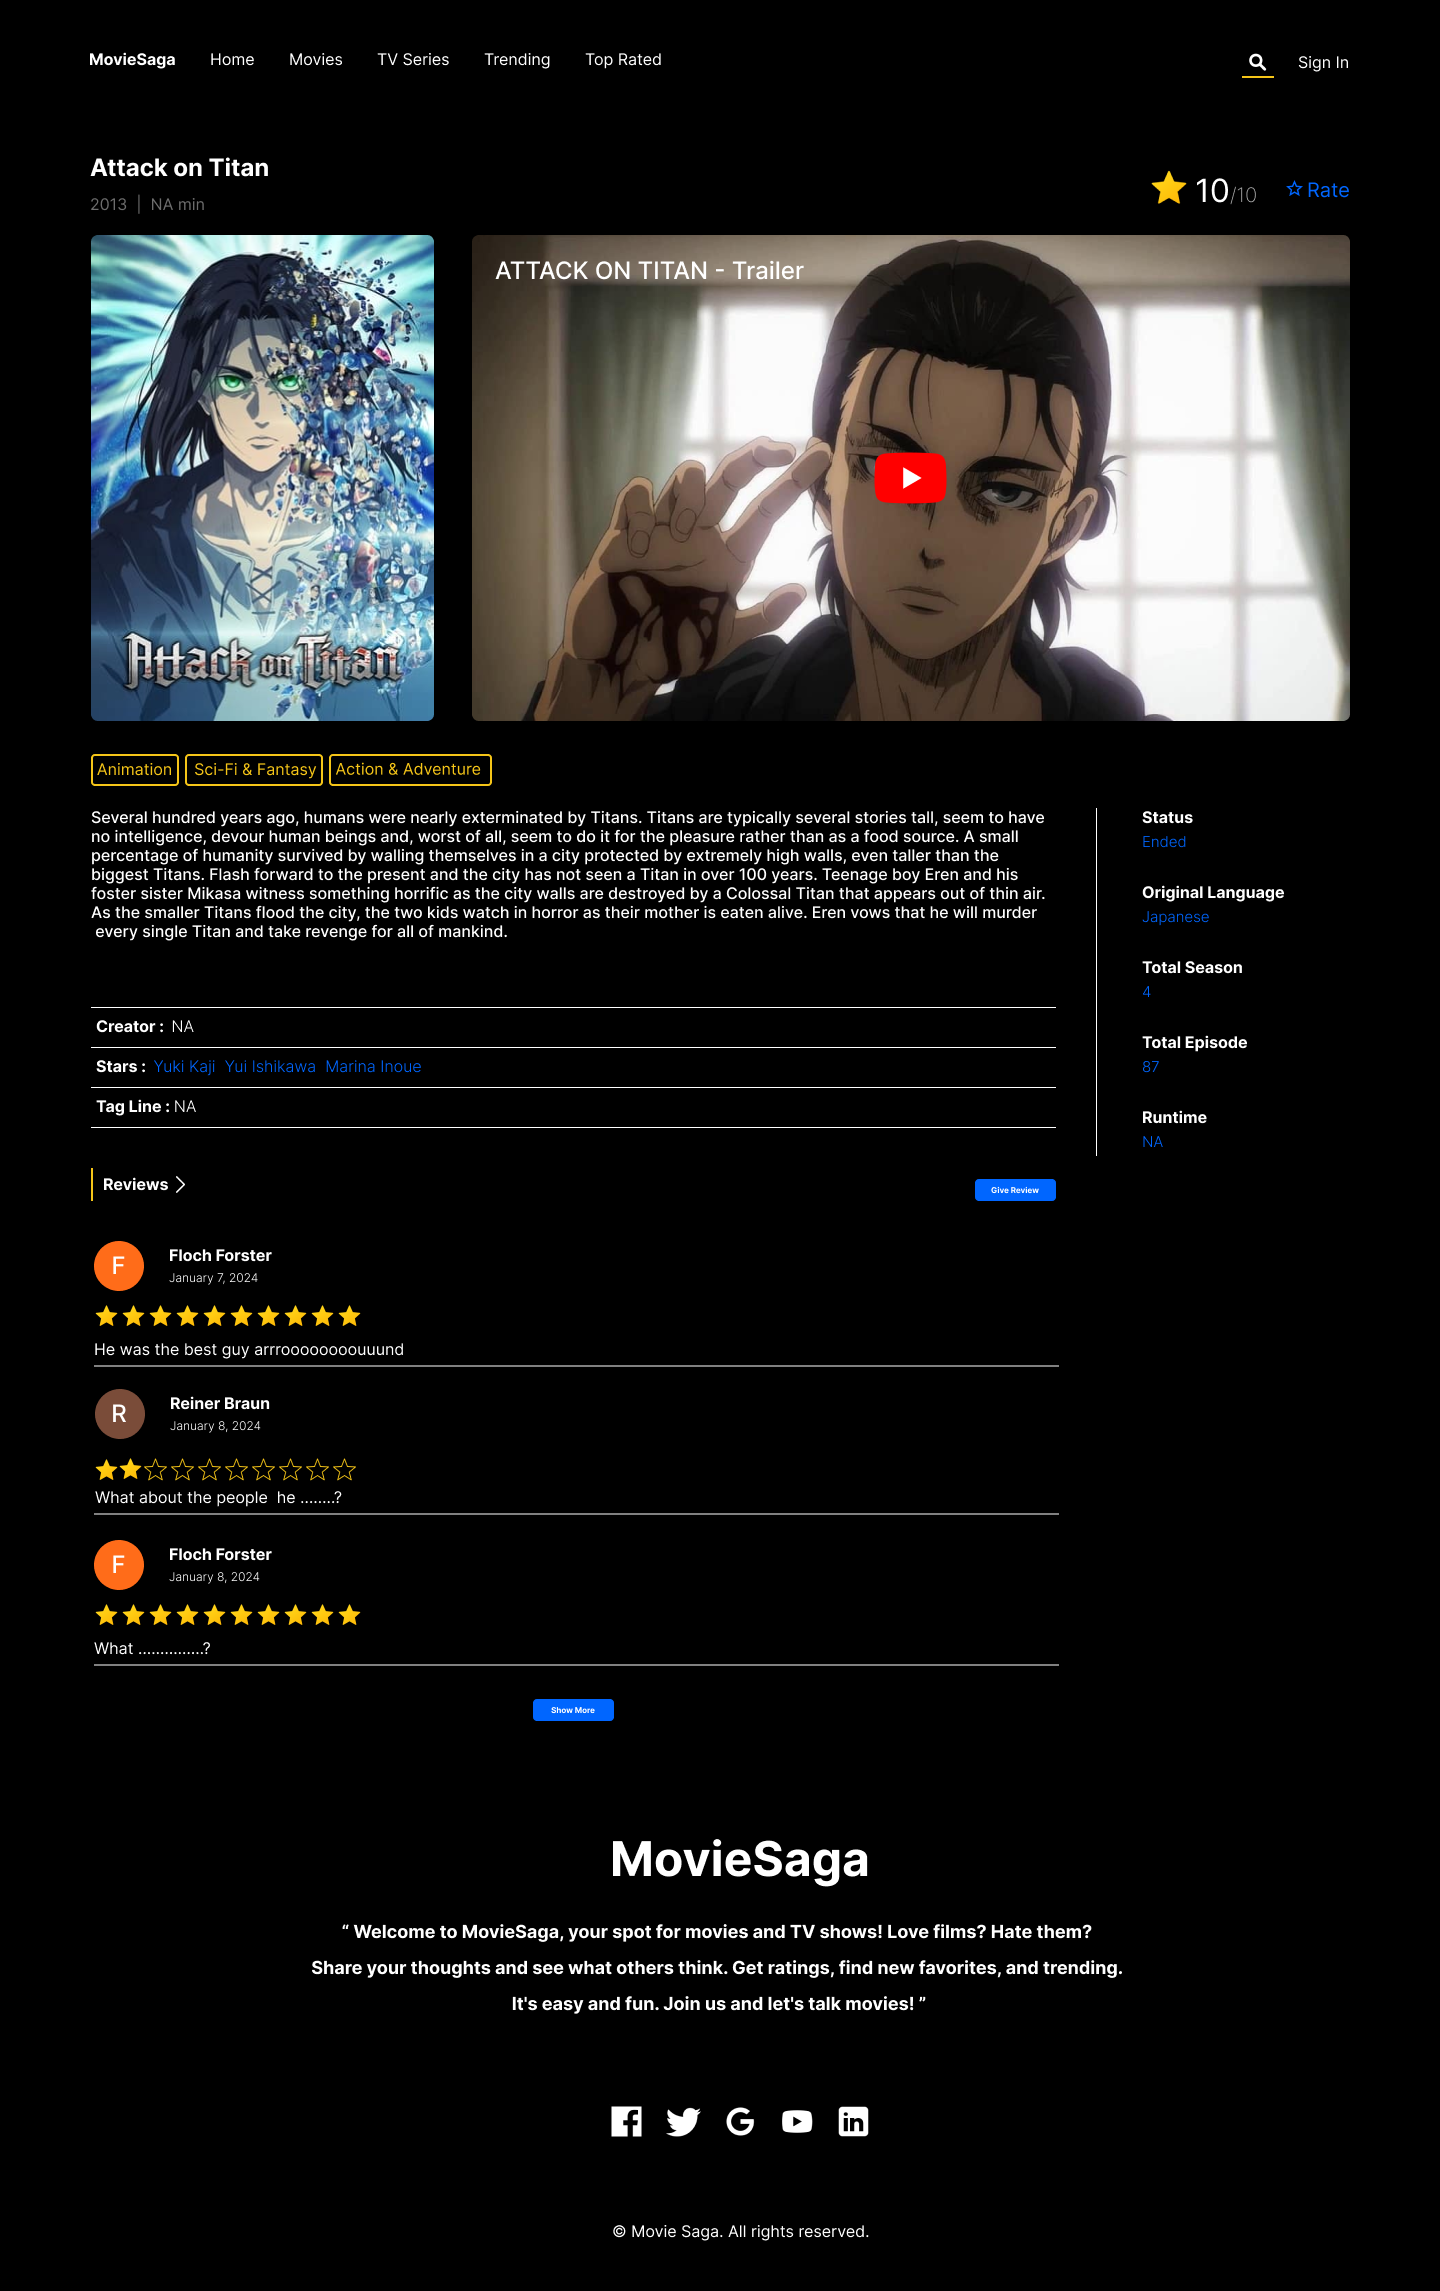 MovieSaga Home Movies TV Series Trending Top Rated Sign In
Attack on Titan
2013 | NA min
10/10 Rate
ATTACK ON TITAN - Trailer
Attack on Titan
Animation Sci-Fi & Fantasy Action & Adventure
Several hundred years ago, humans were nearly exterminated by Titans. Titans are typically several stories tall, seem to have
no intelligence, devour human beings and, worst of all, seem to do it for the pleasure rather than as a food source. A small
percentage of humanity survived by walling themselves in a city protected by extremely high walls, even taller than the
biggest Titans. Flash forward to the present and the city has not seen a Titan in over 100 years. Teenage boy Eren and his
foster sister Mikasa witness something horrific as the city walls are destroyed by a Colossal Titan that appears out of thin air.
As the smaller Titans flood the city, the two kids watch in horror as their mother is eaten alive. Eren vows that he will murder
every single Titan and take revenge for all of mankind.
Creator : NA
Stars : Yuki Kaji Yui Ishikawa Marina Inoue
Tag Line : NA
Status
Ended
Original Language
Japanese
Total Season
4
Total Episode
87
Runtime
NA
Reviews
Give Review
F
Floch Forster
January 7, 2024
He was the best guy arrrooooooooouuund
R
Reiner Braun
January 8, 2024
What about the people he ........?
F
Floch Forster
January 8, 2024
What ...............?
Show More
MovieSaga
“ Welcome to MovieSaga, your spot for movies and TV shows! Love films? Hate them?
Share your thoughts and see what others think. Get ratings, find new favorites, and trending.
It's easy and fun. Join us and let's talk movies! ”
© Movie Saga. All rights reserved.